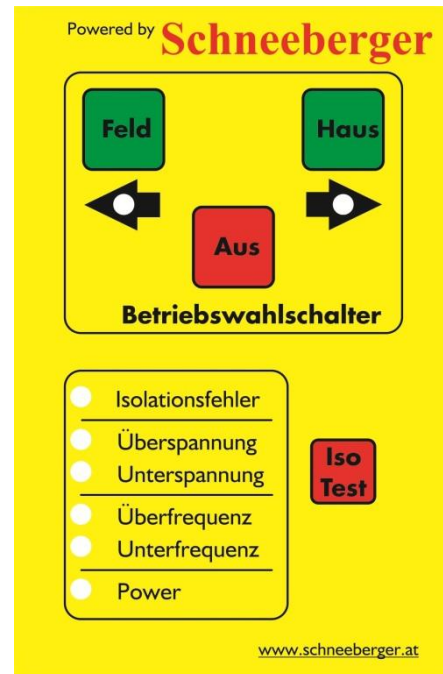 Powered by Schneeberger
Feld
Haus
Aus
Betriebswahlschalter
Isolationsfehler
Überspannung
Unterspannung
Iso
Test
Überfrequenz
Unterfrequenz
Power
www.schneeberger.at